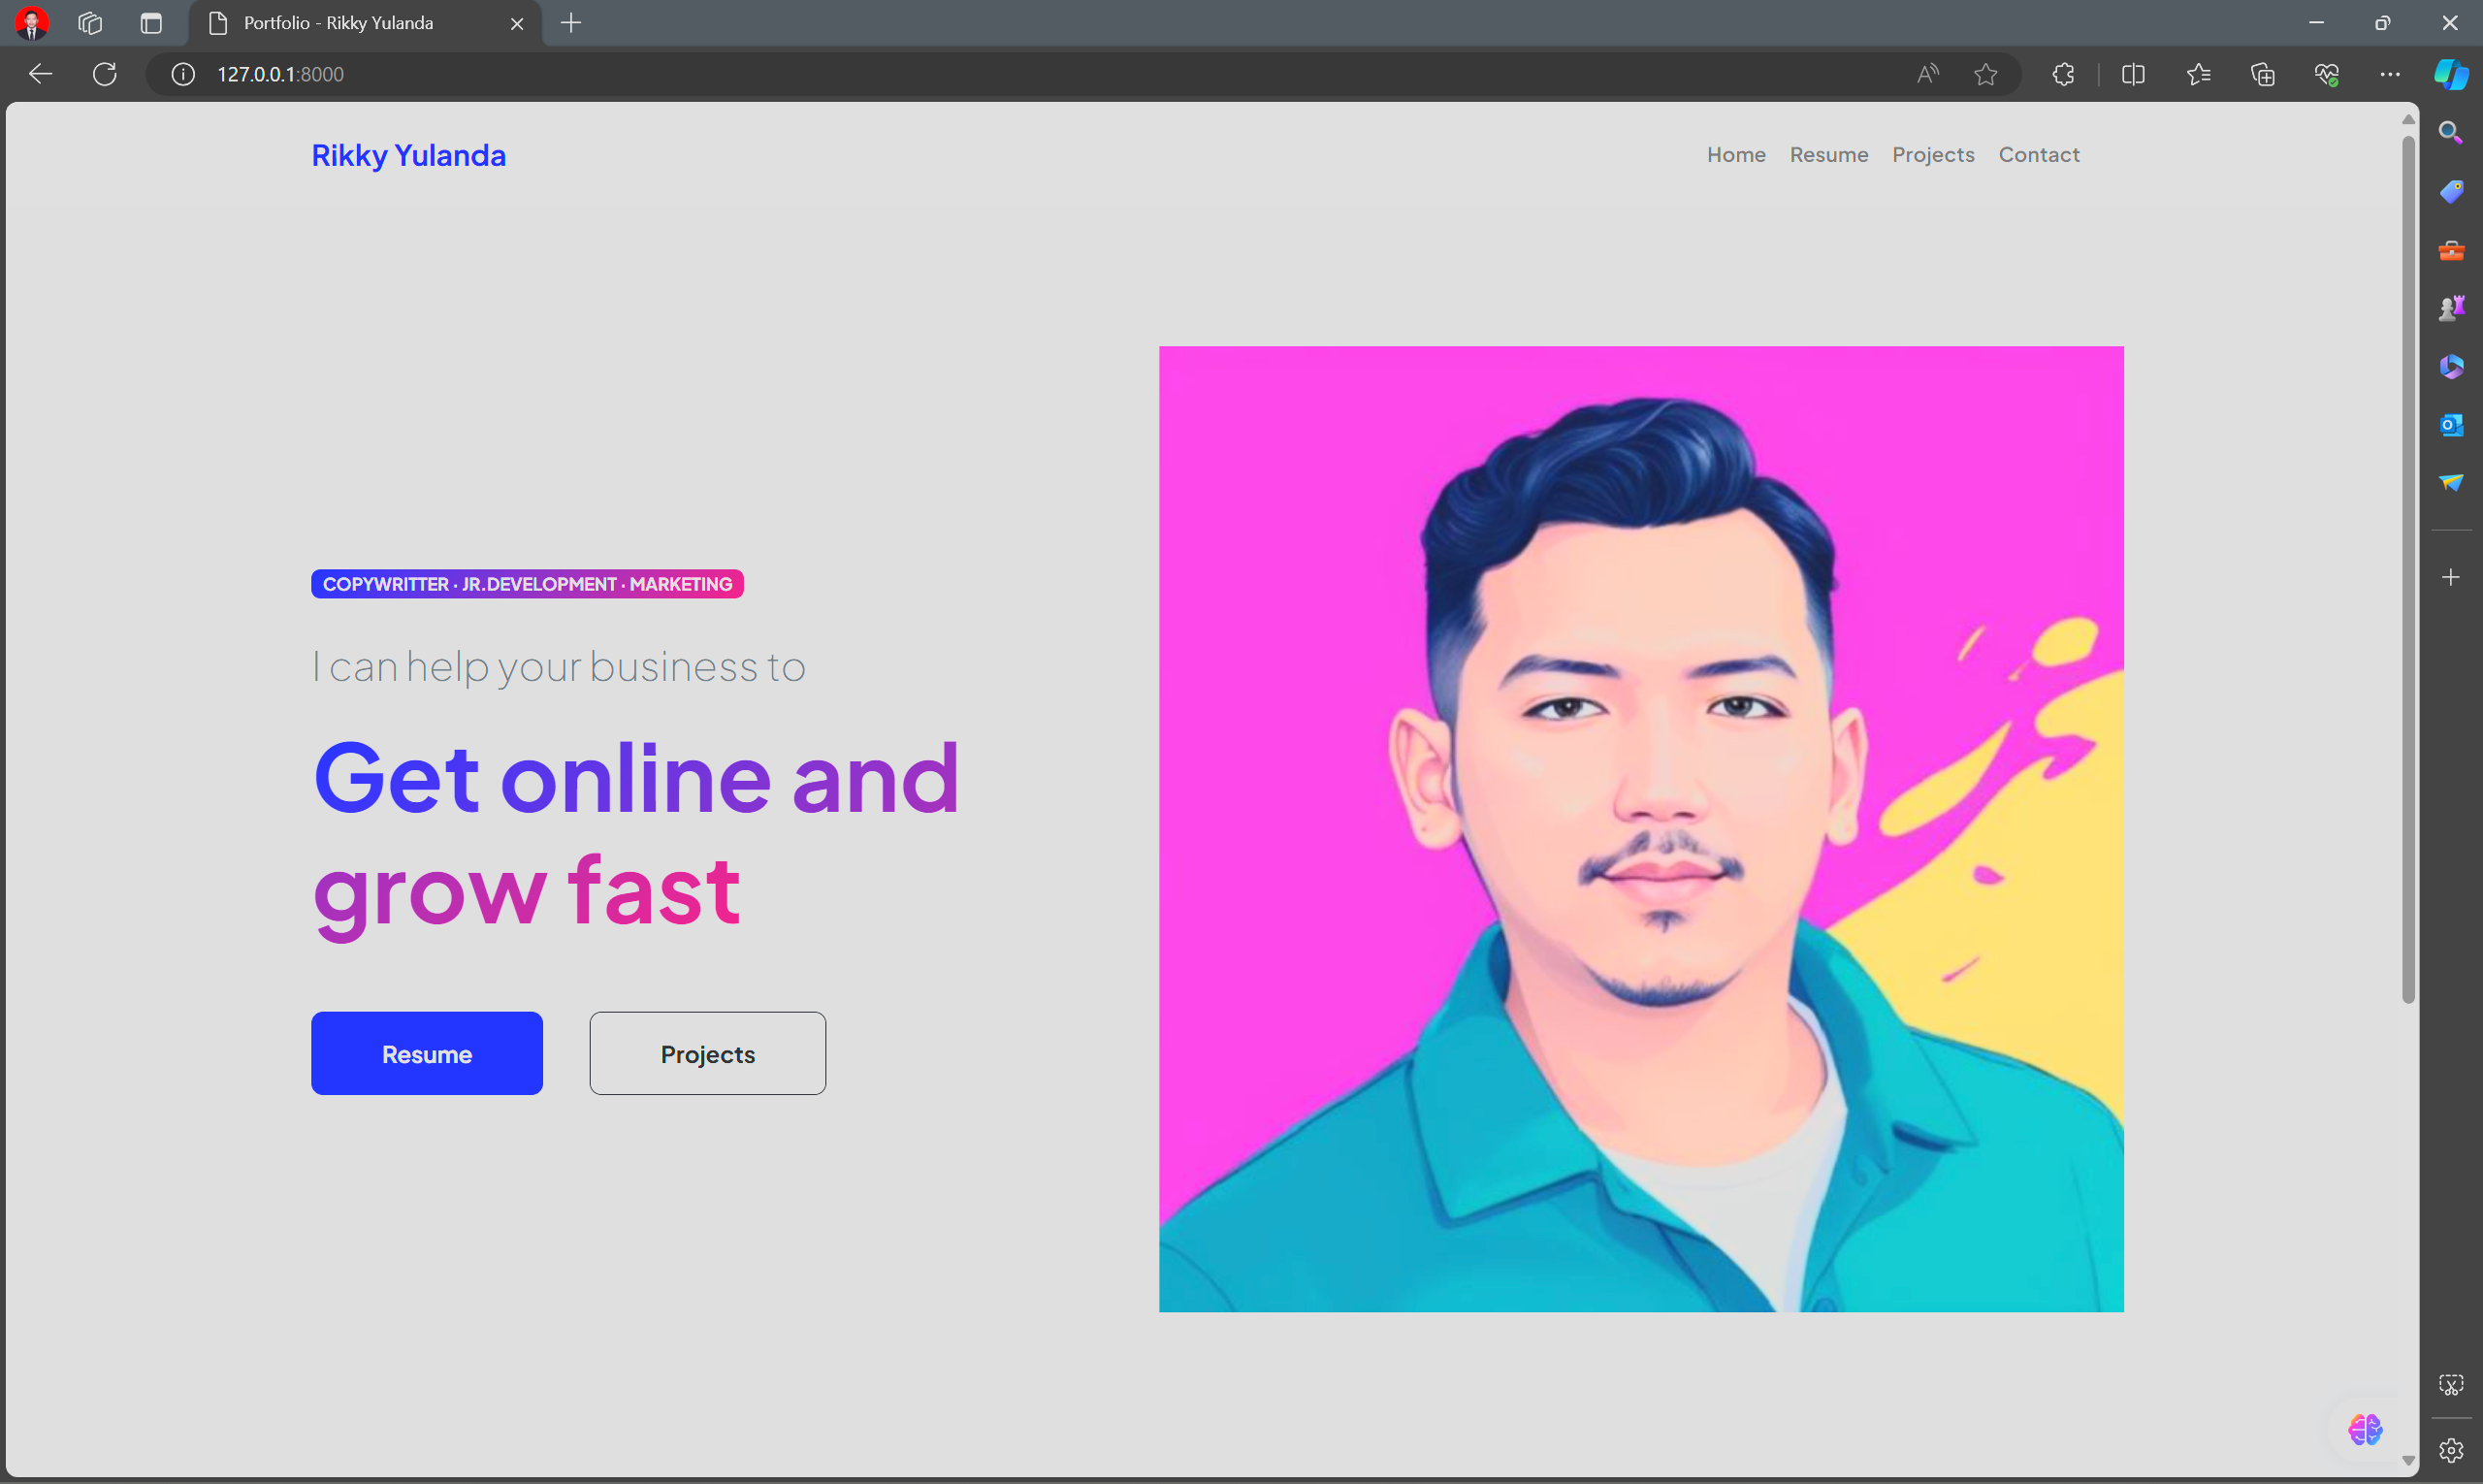 Portfolio - Rikky Yulanda
127.0.0.1:8000
Rikky Yulanda
Home Resume Projects Contact
COPYWRITTER · JR.DEVELOPMENT · MARKETING
I can help your business to
Get online and
grow fast
Resume Projects